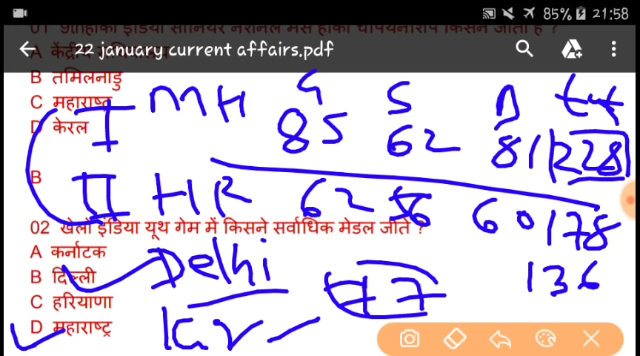 85% 21:58
22 january current affairs.pdf
B तमिलनाडु
C महाराष्ट्र
D केरल
I MH G 85 S 62 B 81 228
B
II HR 62 56 60 178
02 खेलो इंडिया यूथ गेम में किसने सर्वाधिक मेडल जीते ?
A कर्नाटक
B दिल्ली Delhi 136
C हरियाणा
D महाराष्ट्र